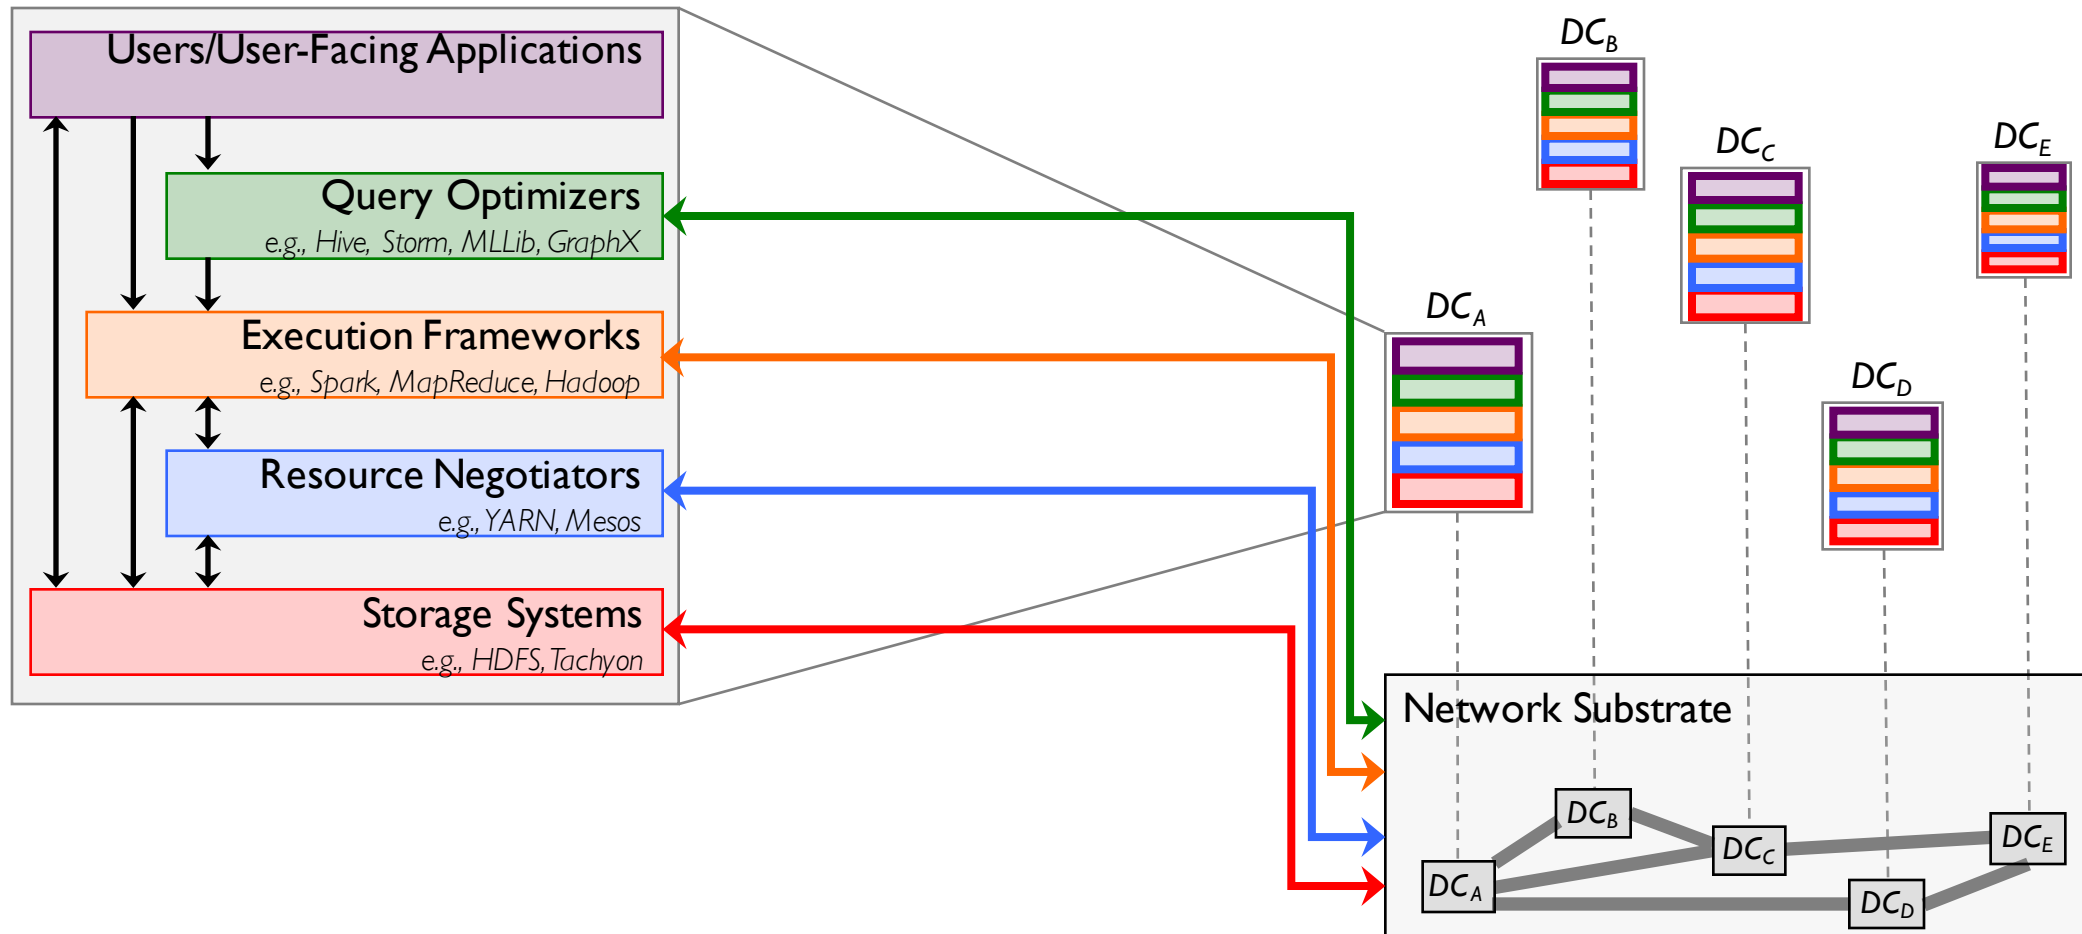 Users/User-Facing Applications
Query Optimizers
e.g., Hive, Storm, MLLib, GraphX
Execution Frameworks
e.g., Spark, MapReduce, Hadoop
Resource Negotiators
e.g., YARN, Mesos
Storage Systems
e.g., HDFS, Tachyon
DC_B
DC_C
DC_E
DC_A
DC_D
Network Substrate
DC_B
DC_C
DC_E
DC_A
DC_D